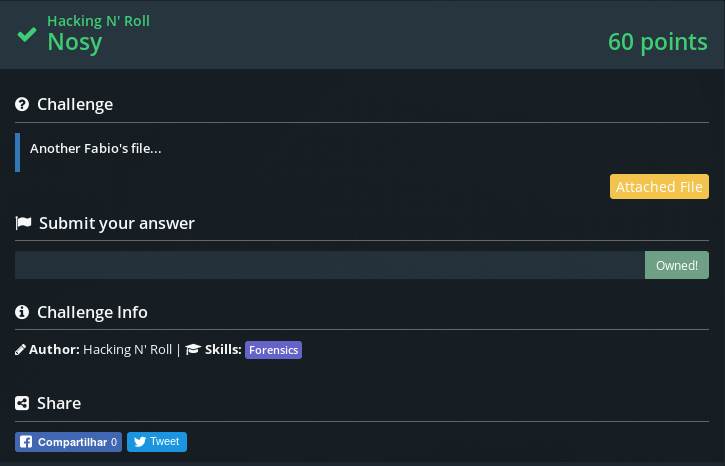 Hacking N' Roll
Nosy
60 points
Challenge
Another Fabio's file...
Attached File
Submit your answer
Owned!
Challenge Info
Author: Hacking N' Roll | Skills: Forensics
Share
Compartilhar 0 Tweet